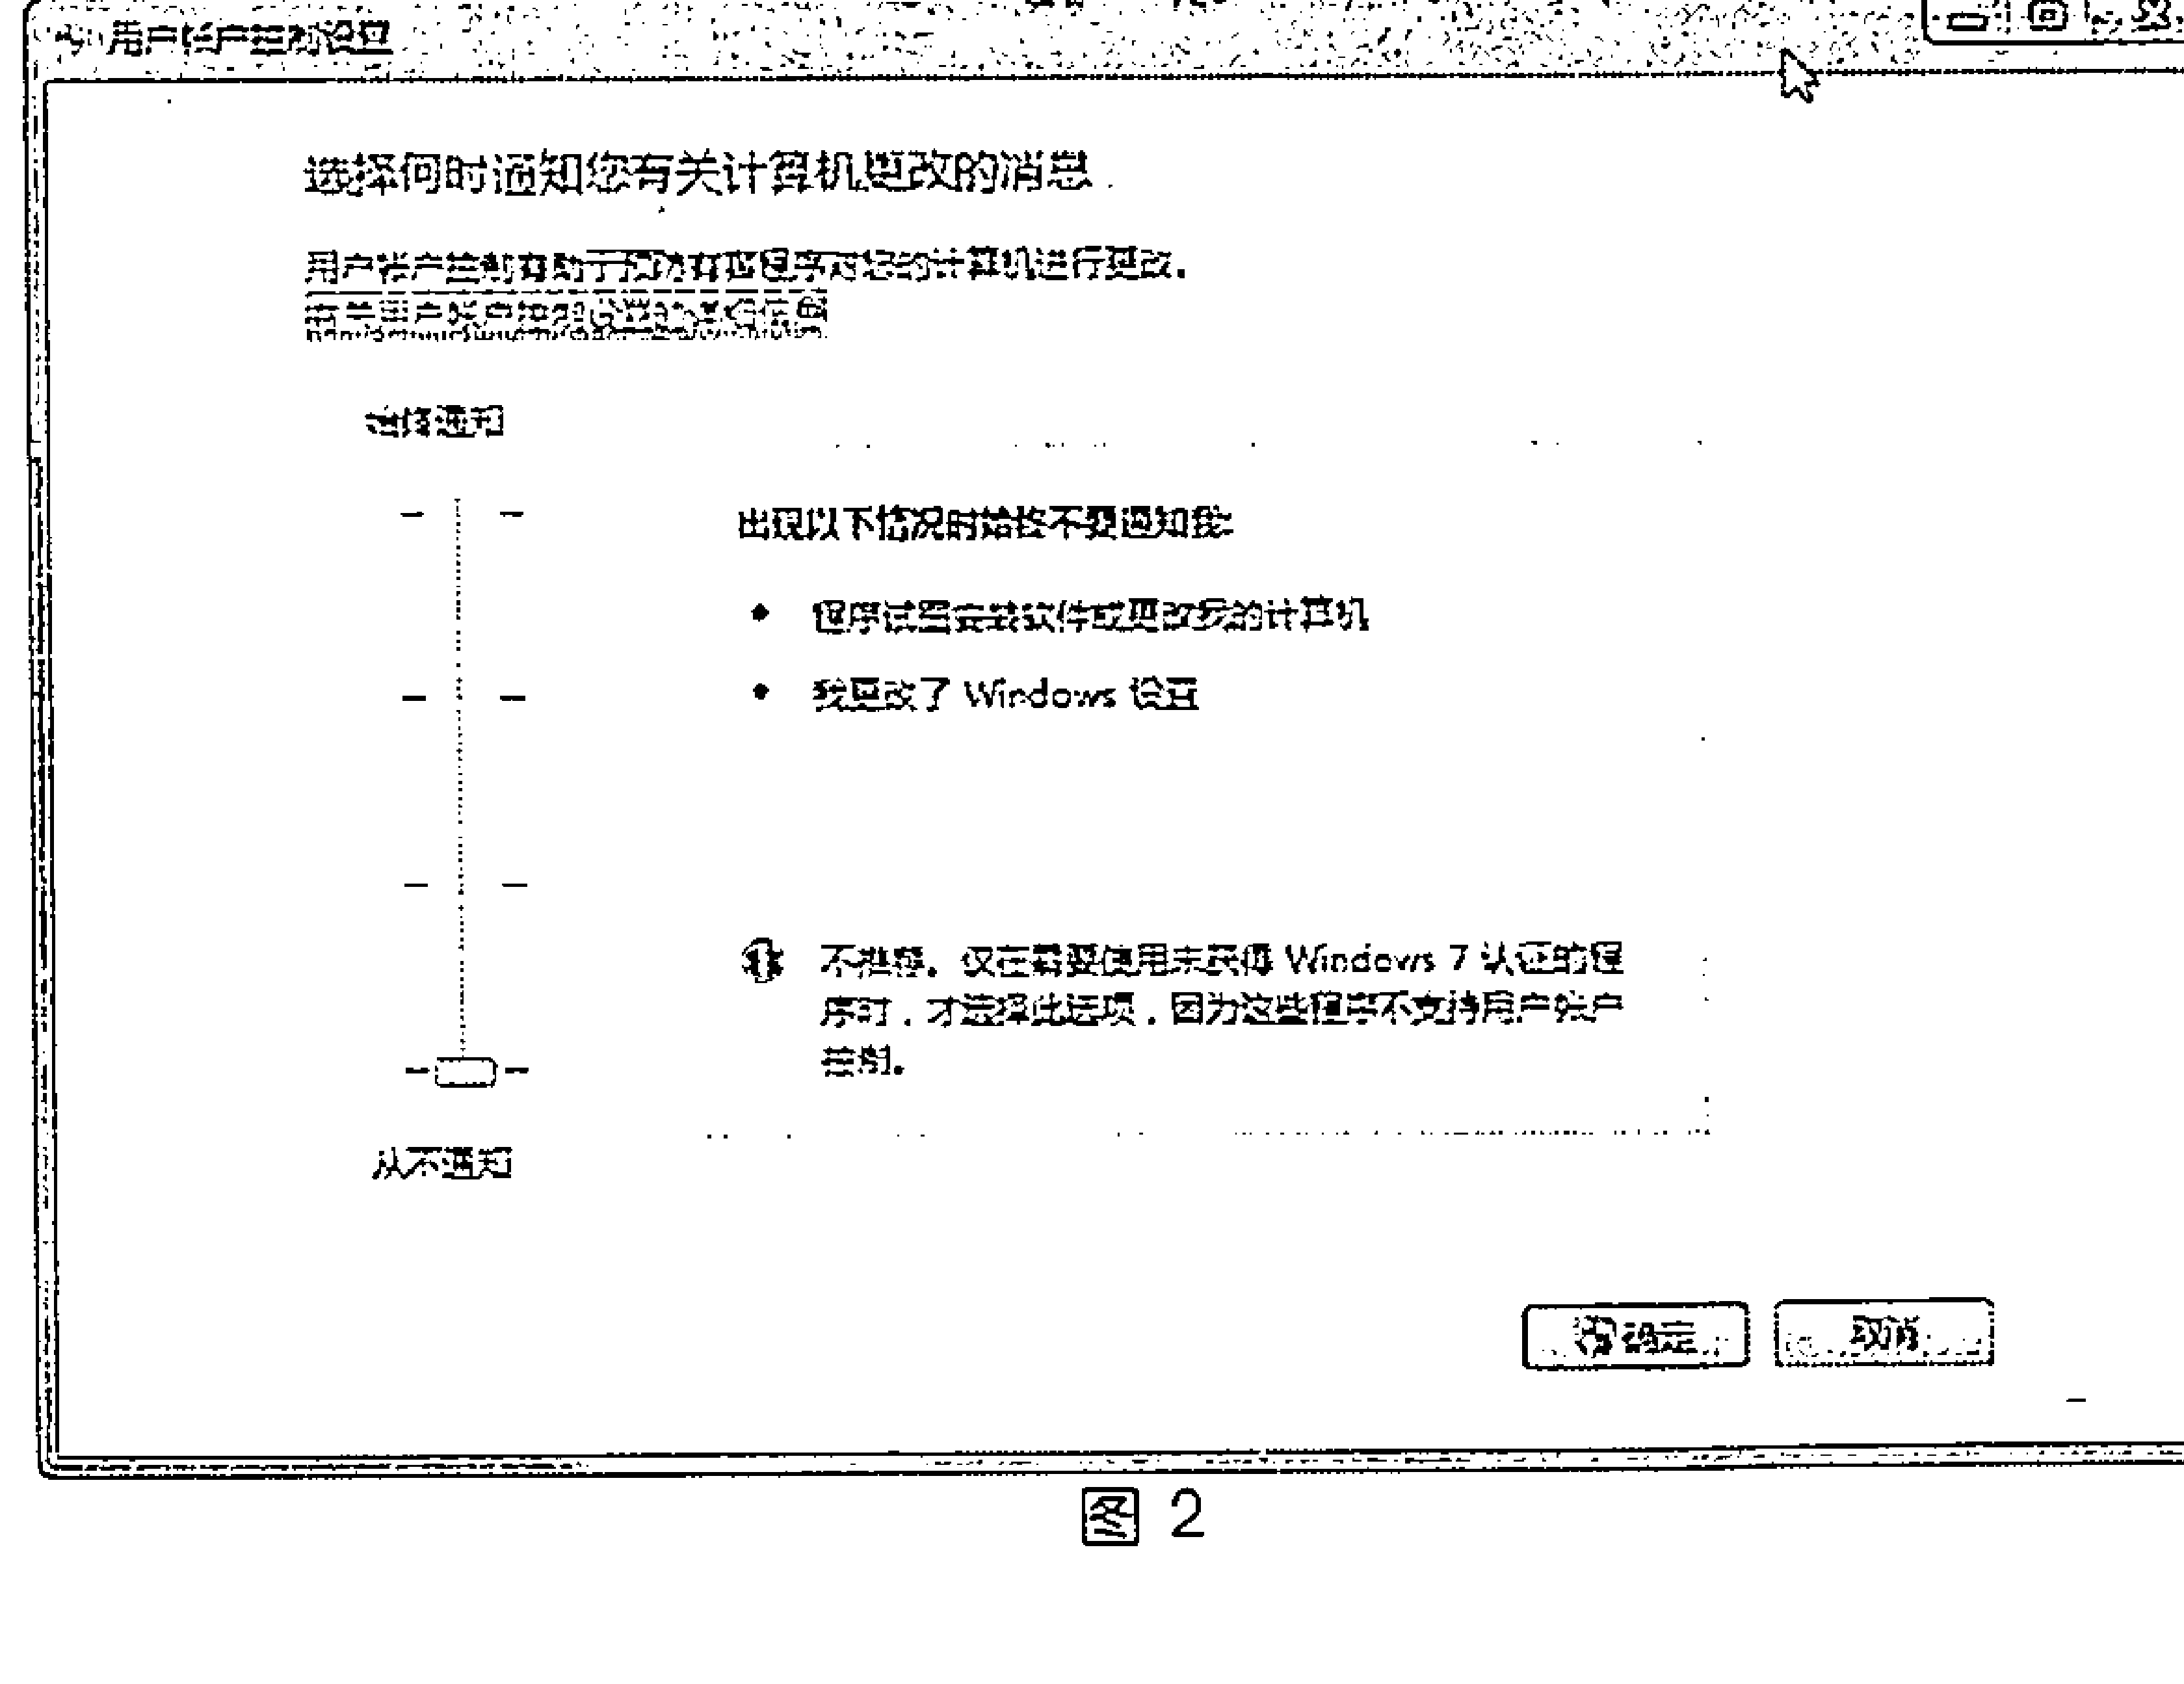 用户帐户控制设置
选择何时通知您有关计算机更改的消息
用户帐户控制有助于预防有害程序对您的计算机进行更改。
有关用户帐户控制设置的详细信息
始终通知
出现以下情况时始终不要通知我:
程序试图安装软件或更改我的计算机
我更改了 Windows 设置
不推荐。仅在需要使用未获得 Windows 7 认证的程
序时，才选择此选项，因为这些程序不支持用户帐户
控制。
从不通知
确定 取消
图 2